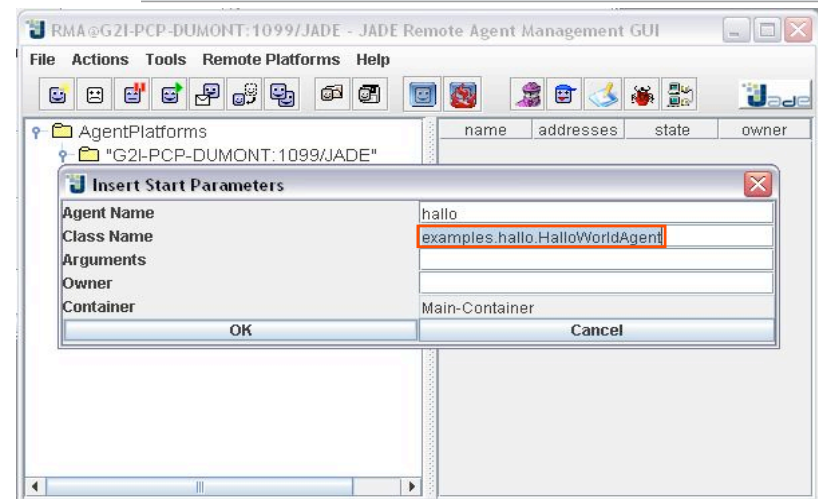 RMA@G2I-PCP-DUMONT:1099/JADE - JADE Remote Agent Management GUI
File Actions Tools Remote Platforms Help
Jade
AgentPlatforms
name addresses state owner
"G2I-PCP-DUMONT:1099/JADE"
Insert Start Parameters
Agent Name hallo
Class Name examples.hallo.HalloWorldAgent
Arguments
Owner
Container Main-Container
OK Cancel